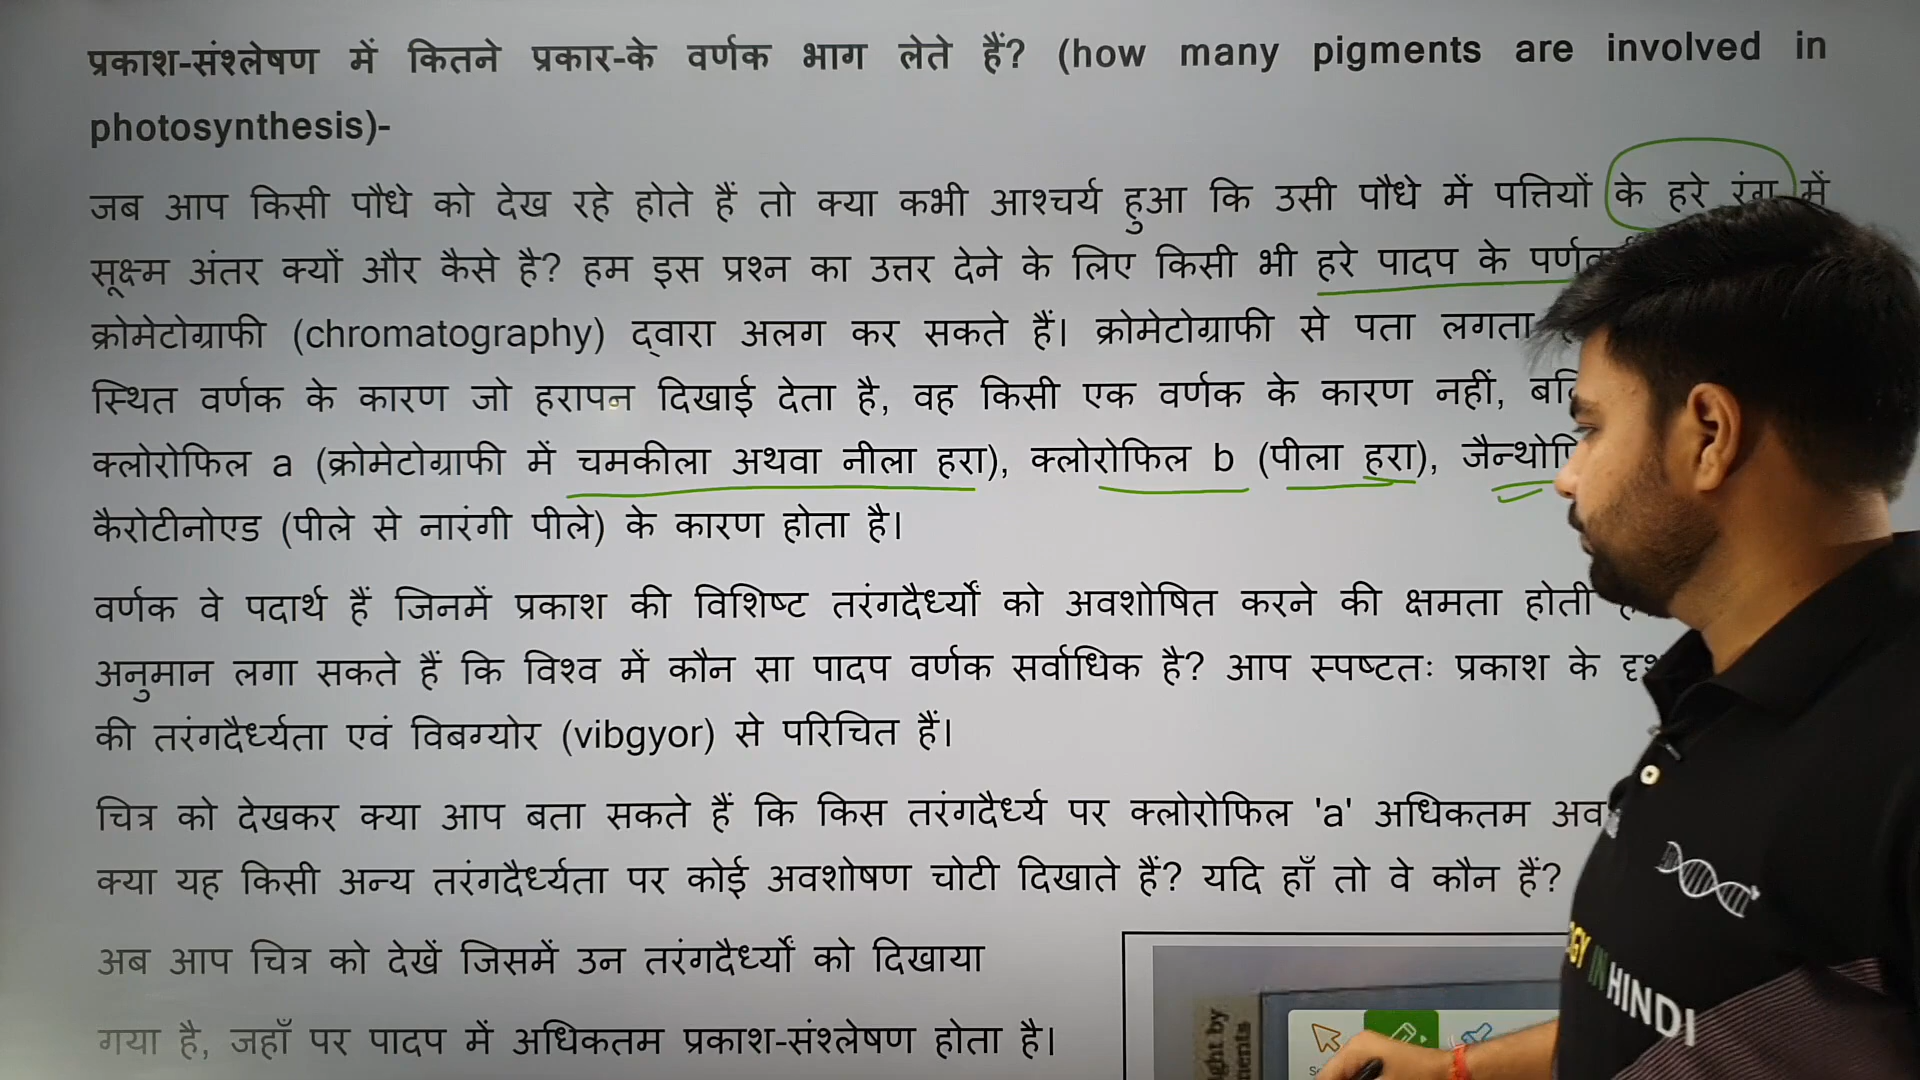 प्रकाश-संश्लेषण में कितने प्रकार-के वर्णक भाग लेते हैं? (how many pigments are involved in
photosynthesis)-
जब आप किसी पौधे को देख रहे होते हैं तो क्या कभी आश्चर्य हुआ कि उसी पौधे में पत्तियों के हरे रंग में
सूक्ष्म अंतर क्यों और कैसे है? हम इस प्रश्न का उत्तर देने के लिए किसी भी हरे पादप के
क्रोमेटोग्राफी (chromatography) द्वारा अलग कर सकते हैं। क्रोमेटोग्राफी से पता लगता
स्थित वर्णक के कारण जो हरापन दिखाई देता है, वह किसी एक वर्णक के कारण नहीं,
क्लोरोफिल a (क्रोमेटोग्राफी में चमकीला अथवा नीला हरा), क्लोरोफिल b (पीला हरा),
कैरोटीनोएड (पीले से नारंगी पीले) के कारण होता है।
वर्णक वे पदार्थ हैं जिनमें प्रकाश की विशिष्ट तरंगदैर्ध्यों को अवशोषित करने की क्षमता होती
अनुमान लगा सकते हैं कि विश्व में कौन सा पादप वर्णक सर्वाधिक है? आप स्पष्टतः प्रकाश के
की तरंगदैर्ध्यता एवं विबग्योर (vibgyor) से परिचित हैं।
चित्र को देखकर क्या आप बता सकते हैं कि किस तरंगदैर्ध्य पर क्लोरोफिल 'a' अधिकतम
क्या यह किसी अन्य तरंगदैर्ध्यता पर कोई अवशोषण चोटी दिखाते हैं? यदि हाँ तो वे कौन हैं?
अब आप चित्र को देखें जिसमें उन तरंगदैर्ध्यों को दिखाया
गया है, जहाँ पर पादप में अधिकतम प्रकाश-संश्लेषण होता है।
IN HINDI